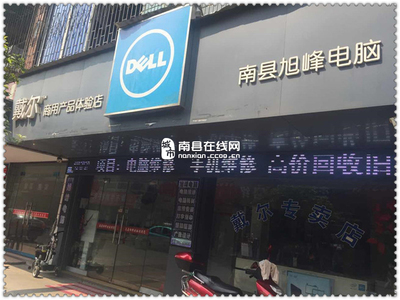 戴尔 商用产品体验店
DELL
南县旭峰电脑
南县在线网
nanxian.ccoo.cn
项目：电脑维修 手机维修 高价回收旧
戴尔专卖店